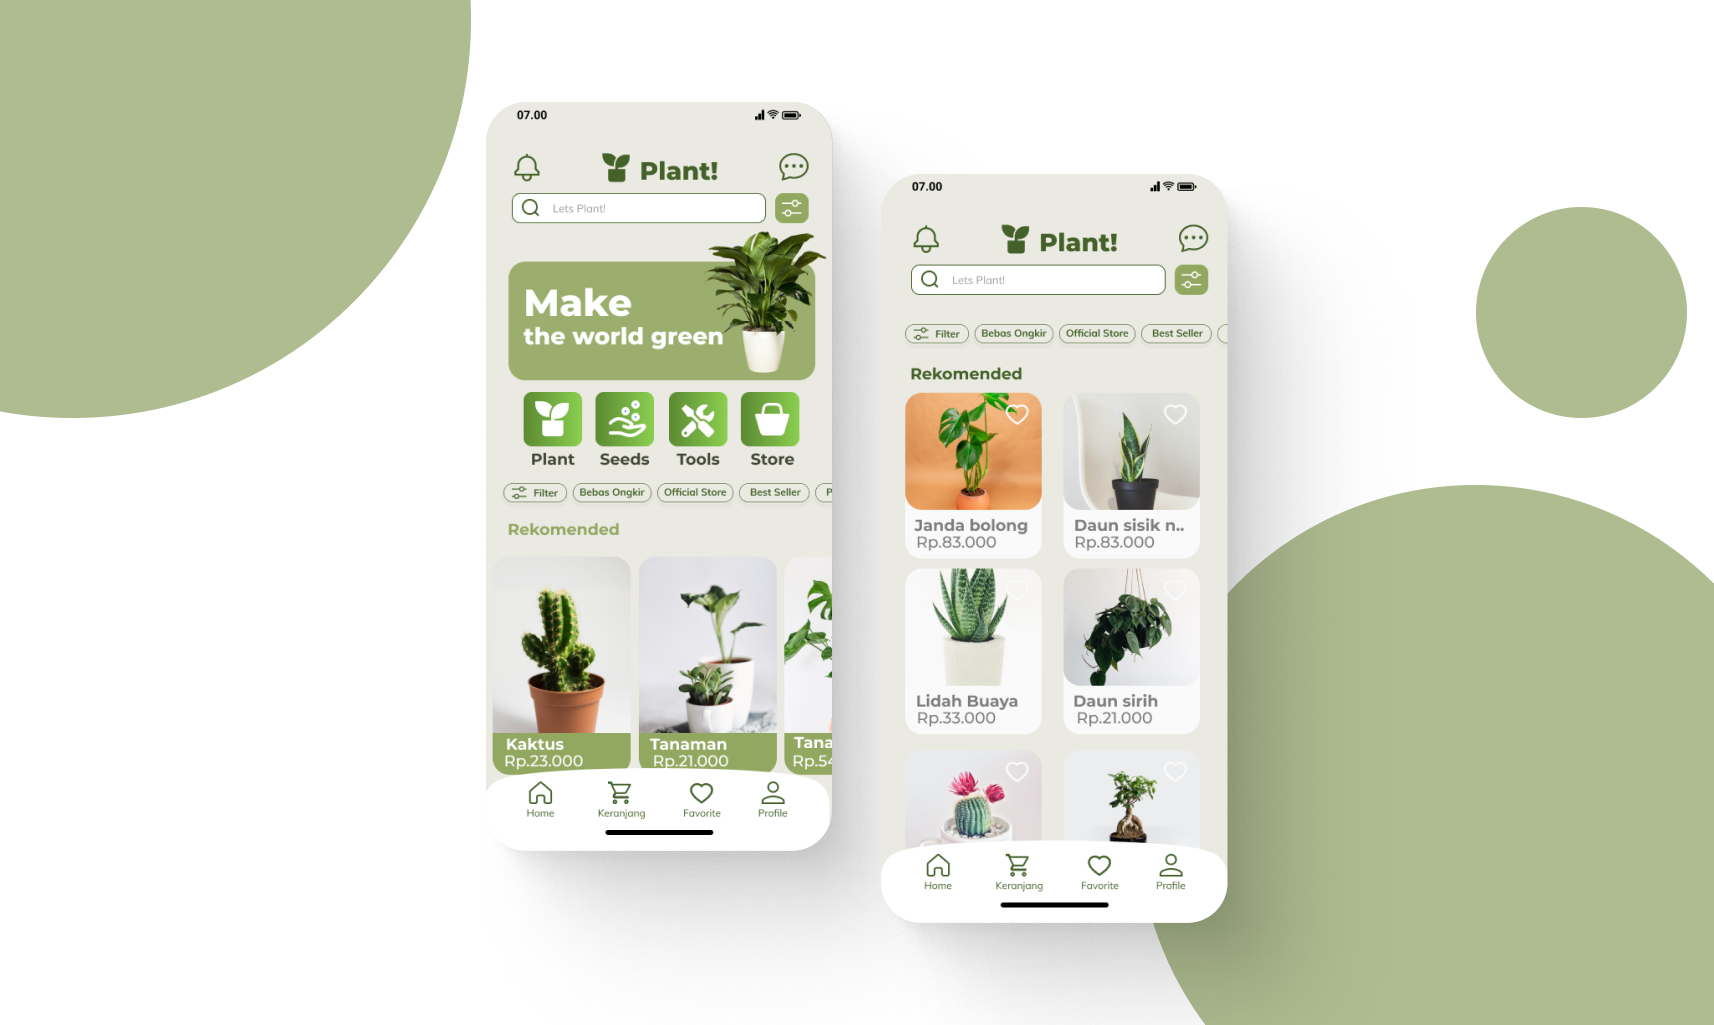 07.00
Plant!
Lets Plant!
Make
the world green
Plant Seeds Tools Store
Filter Bebas Ongkir Official Store Best Seller P
Rekomended
Kaktus Tanaman Tana
Rp.23.000 Rp.21.000 Rp.54
Home Keranjang Favorite Profile
07.00
Plant!
Lets Plant!
Filter Bebas Ongkir Official Store Best Seller
Rekomended
Janda bolong Daun sisik n..
Rp.83.000 Rp.83.000
Lidah Buaya Daun sirih
Rp.33.000 Rp.21.000
Home Keranjang Favorite Profile